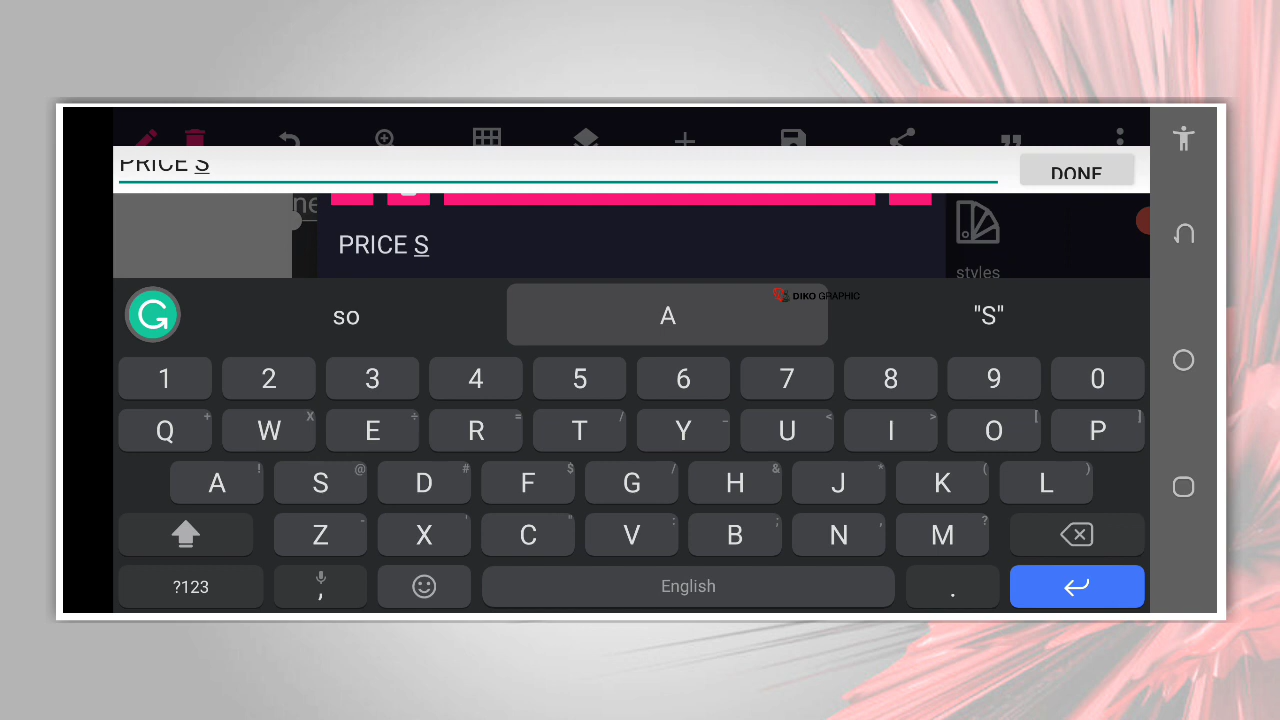 PRICE S
DONE
ne
PRICE S
styles
so
A
"S"
DIKO GRAPHIC
1 2 3 4 5 6 7 8 9 0
Q + W X E ÷ R = T / Y _ U < I > O [ P ]
A ! S @ D # F $ G / H & J * K ( L )
Z - X ' C " V : B ; N , M ?
?123 , English .